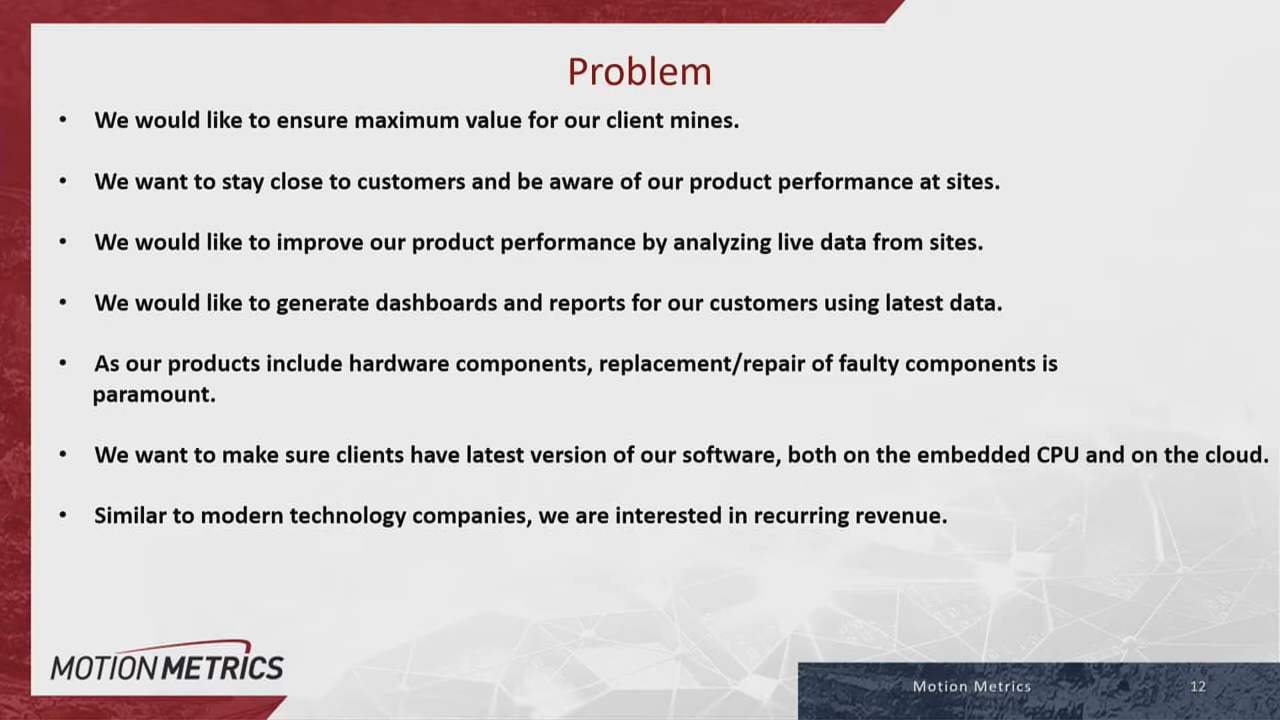 Problem
• We would like to ensure maximum value for our client mines.
• We want to stay close to customers and be aware of our product performance at sites.
• We would like to improve our product performance by analyzing live data from sites.
• We would like to generate dashboards and reports for our customers using latest data.
• As our products include hardware components, replacement/repair of faulty components is
paramount.
• We want to make sure clients have latest version of our software, both on the embedded CPU and on the cloud.
• Similar to modern technology companies, we are interested in recurring revenue.
MOTION METRICS
Motion Metrics 12